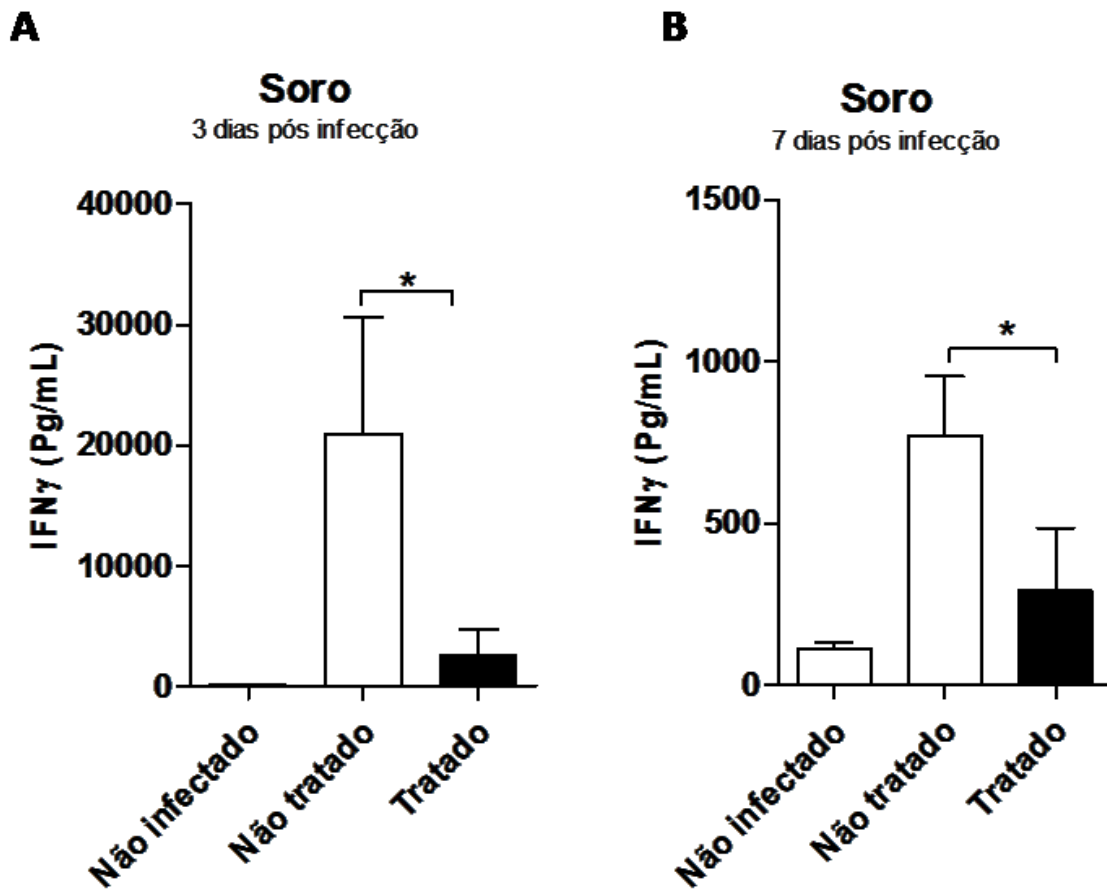 A
Soro
3 dias pós infecção
40000
30000
20000
10000
0
IFNγ (Pg/mL)
*
Não infectado
Não tratado
Tratado
B
Soro
7 dias pós infecção
1500
1000
500
0
IFNγ (Pg/mL)
*
Não infectado
Não tratado
Tratado